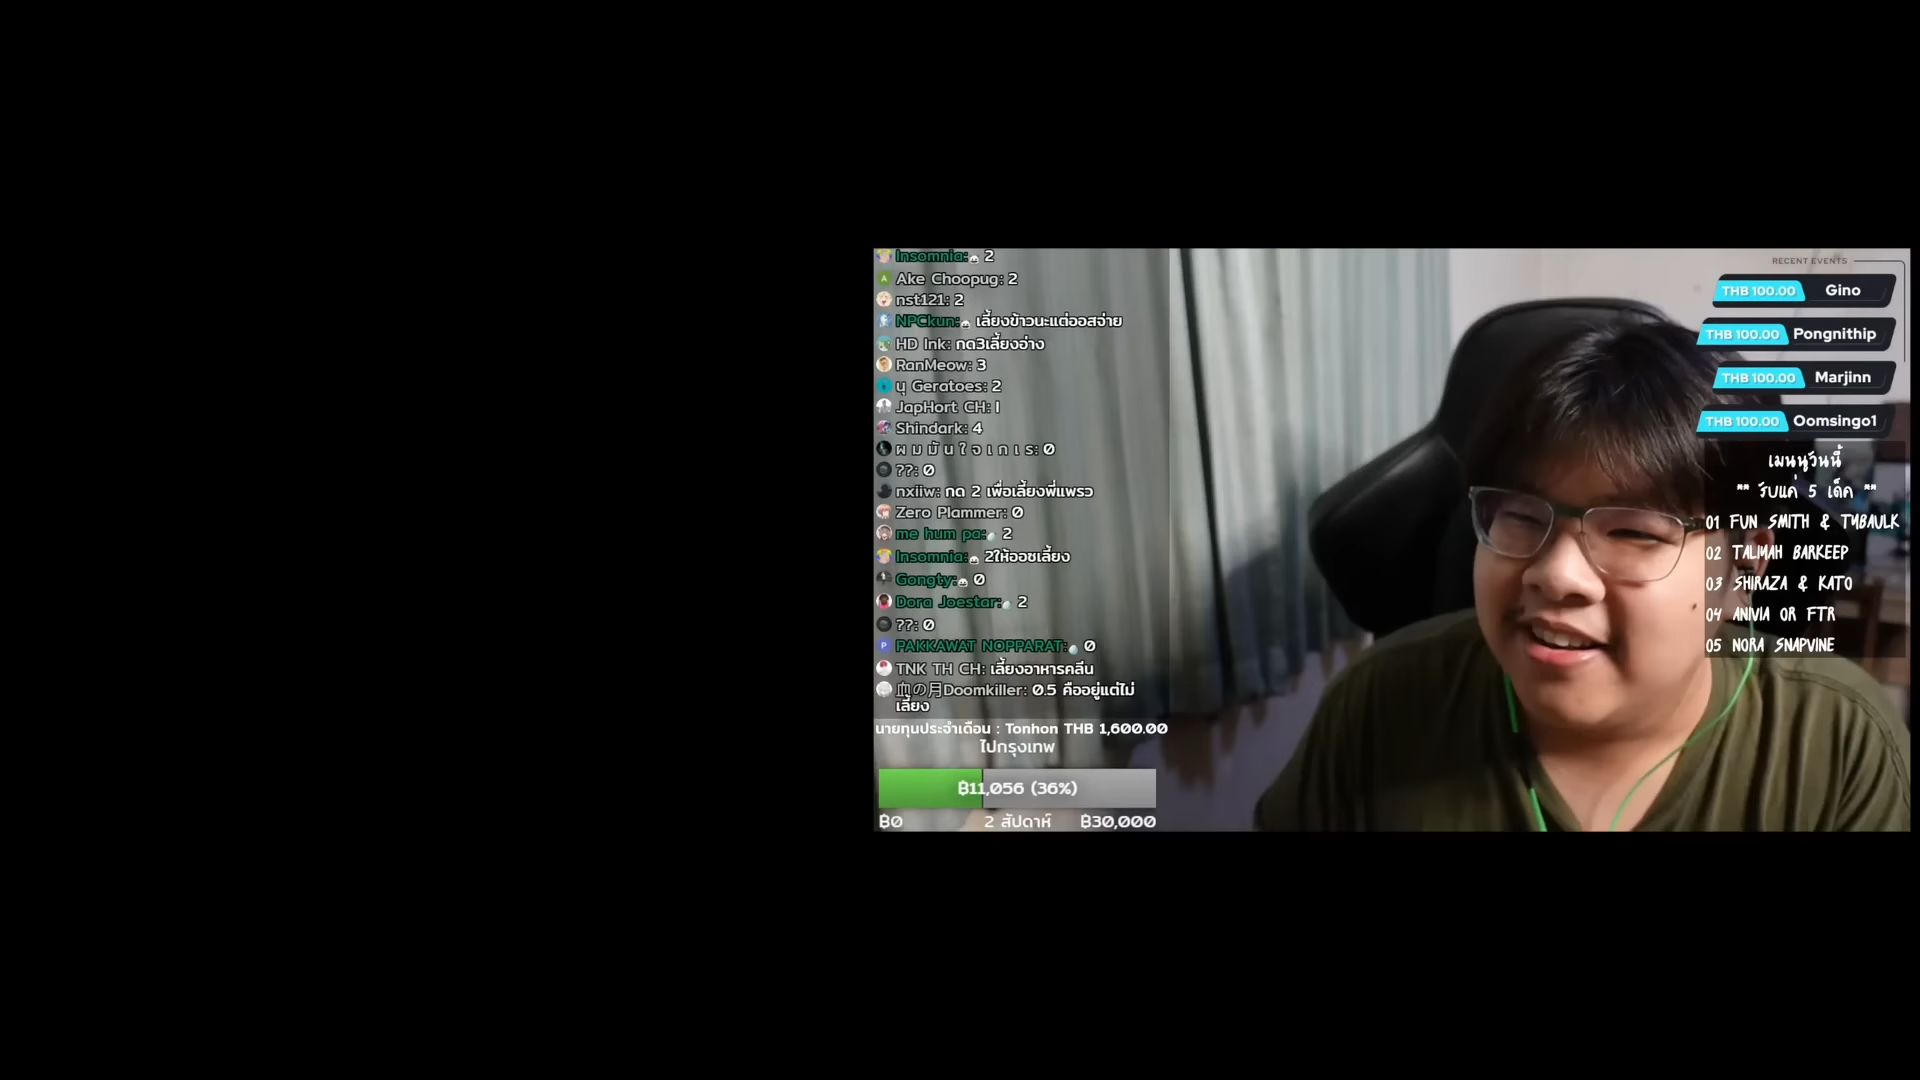 Insomnia: 2
Ake Choopug: 2
nst121: 2
NPCkun: เลี้ยงข้าวนะแต่ออสจ่าย
HD Ink: กด3เลี้ยงอ่าง
RanMeow: 3
ų Geratoes: 2
JapHort CH: l
Shindark: 4
ผ ม มั น ใ จ เ ก เ ร: 0
??: 0
nxiiw: กด 2 เพื่อเลี้ยงพี่แพรว
Zero Plammer: 0
me hum pa: 2
Insomnia: 2ให้ออซเลี้ยง
Gongty: 0
Dora Joestar: 2
??: 0
P PAKKAWAT NOPPARAT: 0
TNK TH CH: เลี้ยงอาหารคลีน
血の月Doomkiller: 0.5 คืออยู่แต่ไม่
เลี้ยง
นายทุนประจำเดือน : Tonhon THB 1,600.00
ไปกรุงเทพ
฿11,056 (36%)
฿0 2 สัปดาห์ ฿30,000
RECENT EVENTS
THB 100.00 Gino
THB 100.00 Pongnithip
THB 100.00 Marjinn
THB 100.00 Oomsingo1
เมนูวันนี้
** รับแค่ 5 เด็ค **
01 FUN SMITH & TYBAULK
02 TALIYAH BARKEEP
03 SHIRAZA & KATO
04 ANIVIA OR FTR
05 NORA SNAPVINE